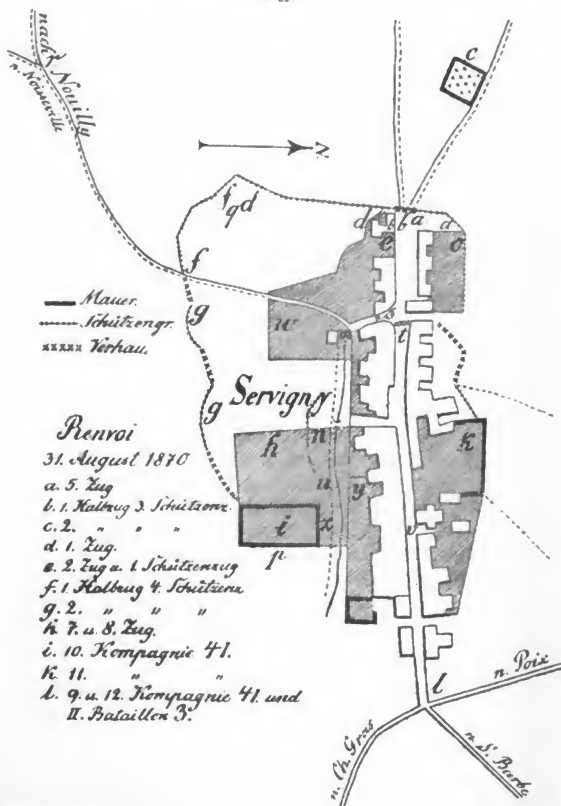 nach Nouilly
n. Noisseville
c
N
f q d
d
b
a
d
e
o
f
g
w
s
t
Mauer.
Schützengr.
Verhau.
g
Servigny
h
n
k
u
y
i
x
v
p.
Renvoi
31. August 1870
a. 5. Zug
b. 1. Halbzug 3. Schützenz.
c. 2. " " "
d. 1. Zug.
e. 2. Zug u. 1. Schützenzug
f. 1. Halbzug 4. Schützenz
g. 2. " " "
h. 7. u. 8. Zug.
i. 10. Kompagnie 41.
k. 11. " "
l. 9. u. 12. Kompagnie 41. und
II. Bataillon 3.
l
n. Poix
n. Ch. Gras
n. St. Barbe